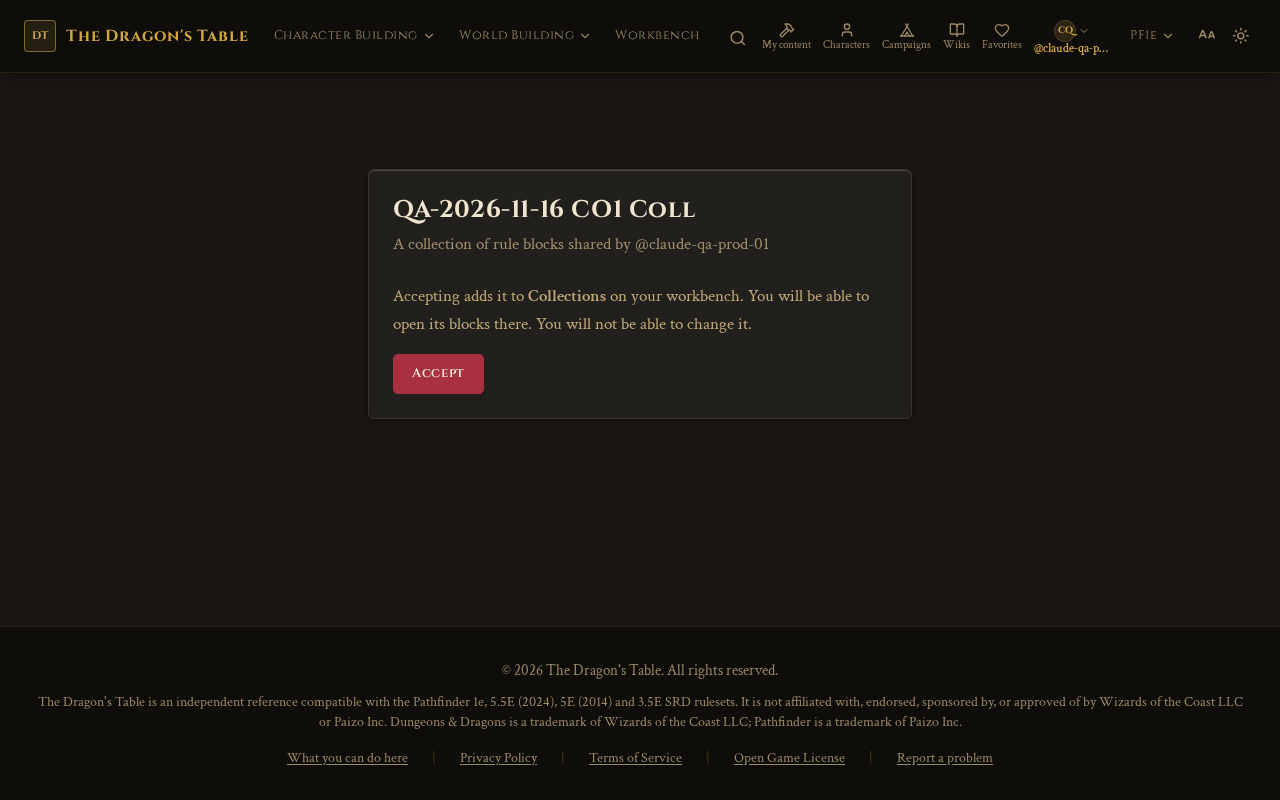 DT
The Dragon's Table
Character Building
World Building
Workbench
My content
Characters
Campaigns
Wikis
Favorites
CQ
@claude-qa-p...
PF1e
AA
QA-2026-11-16 CO1 Coll
A collection of rule blocks shared by @claude-qa-prod-01
Accepting adds it to Collections on your workbench. You will be able to
open its blocks there. You will not be able to change it.
Accept
© 2026 The Dragon's Table. All rights reserved.
The Dragon's Table is an independent reference compatible with the Pathfinder 1e, 5.5E (2024), 5E (2014) and 3.5E SRD rulesets. It is not affiliated with, endorsed, sponsored by, or approved of by Wizards of the Coast LLC
or Paizo Inc. Dungeons & Dragons is a trademark of Wizards of the Coast LLC; Pathfinder is a trademark of Paizo Inc.
What you can do here | Privacy Policy | Terms of Service | Open Game License | Report a problem